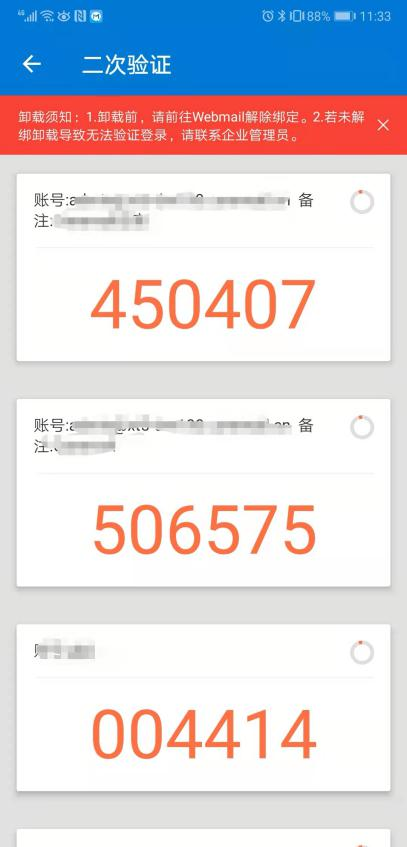 88% 11:33
二次验证
卸载须知：1.卸载前，请前往Webmail解除绑定。2.若未解
绑卸载导致无法验证登录，请联系企业管理员。
账号:a 备
注:
450407
账号:a 备
注:
506575
账号
004414